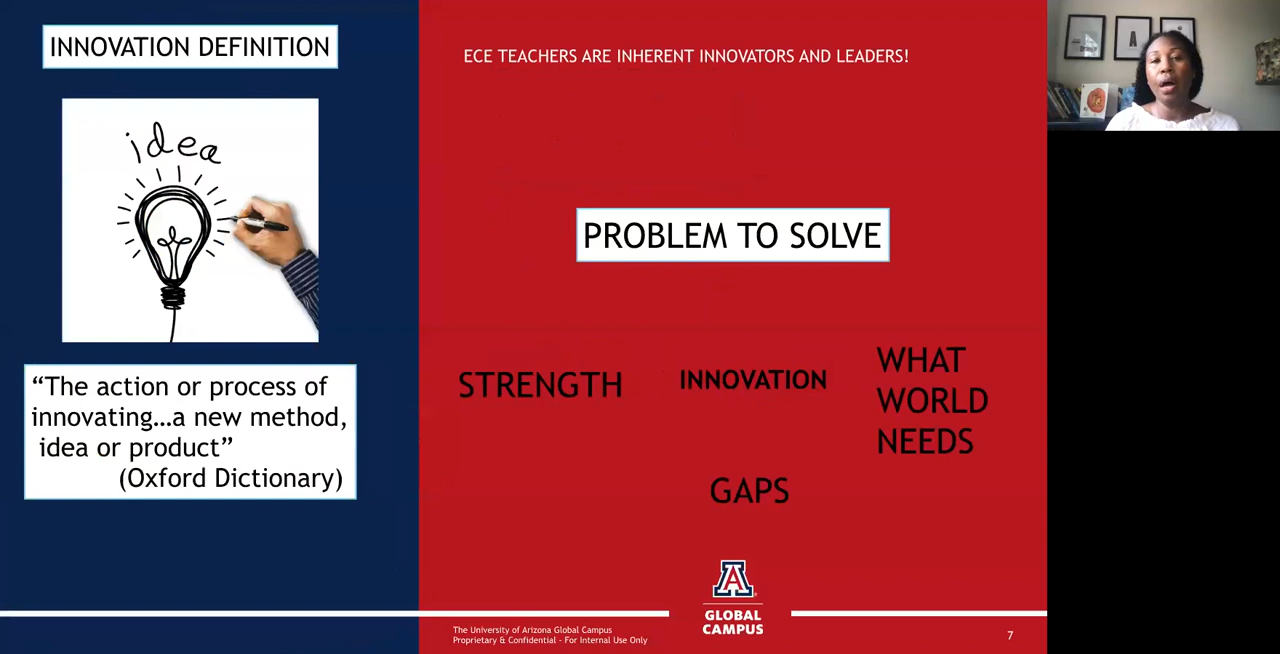 INNOVATION DEFINITION
idea
“The action or process of
innovating…a new method,
idea or product”
(Oxford Dictionary)
ECE TEACHERS ARE INHERENT INNOVATORS AND LEADERS!
PROBLEM TO SOLVE
STRENGTH
INNOVATION
WHAT
WORLD
NEEDS
GAPS
A
GLOBAL
CAMPUS
The University of Arizona Global Campus
Proprietary & Confidential - For Internal Use Only
7
A